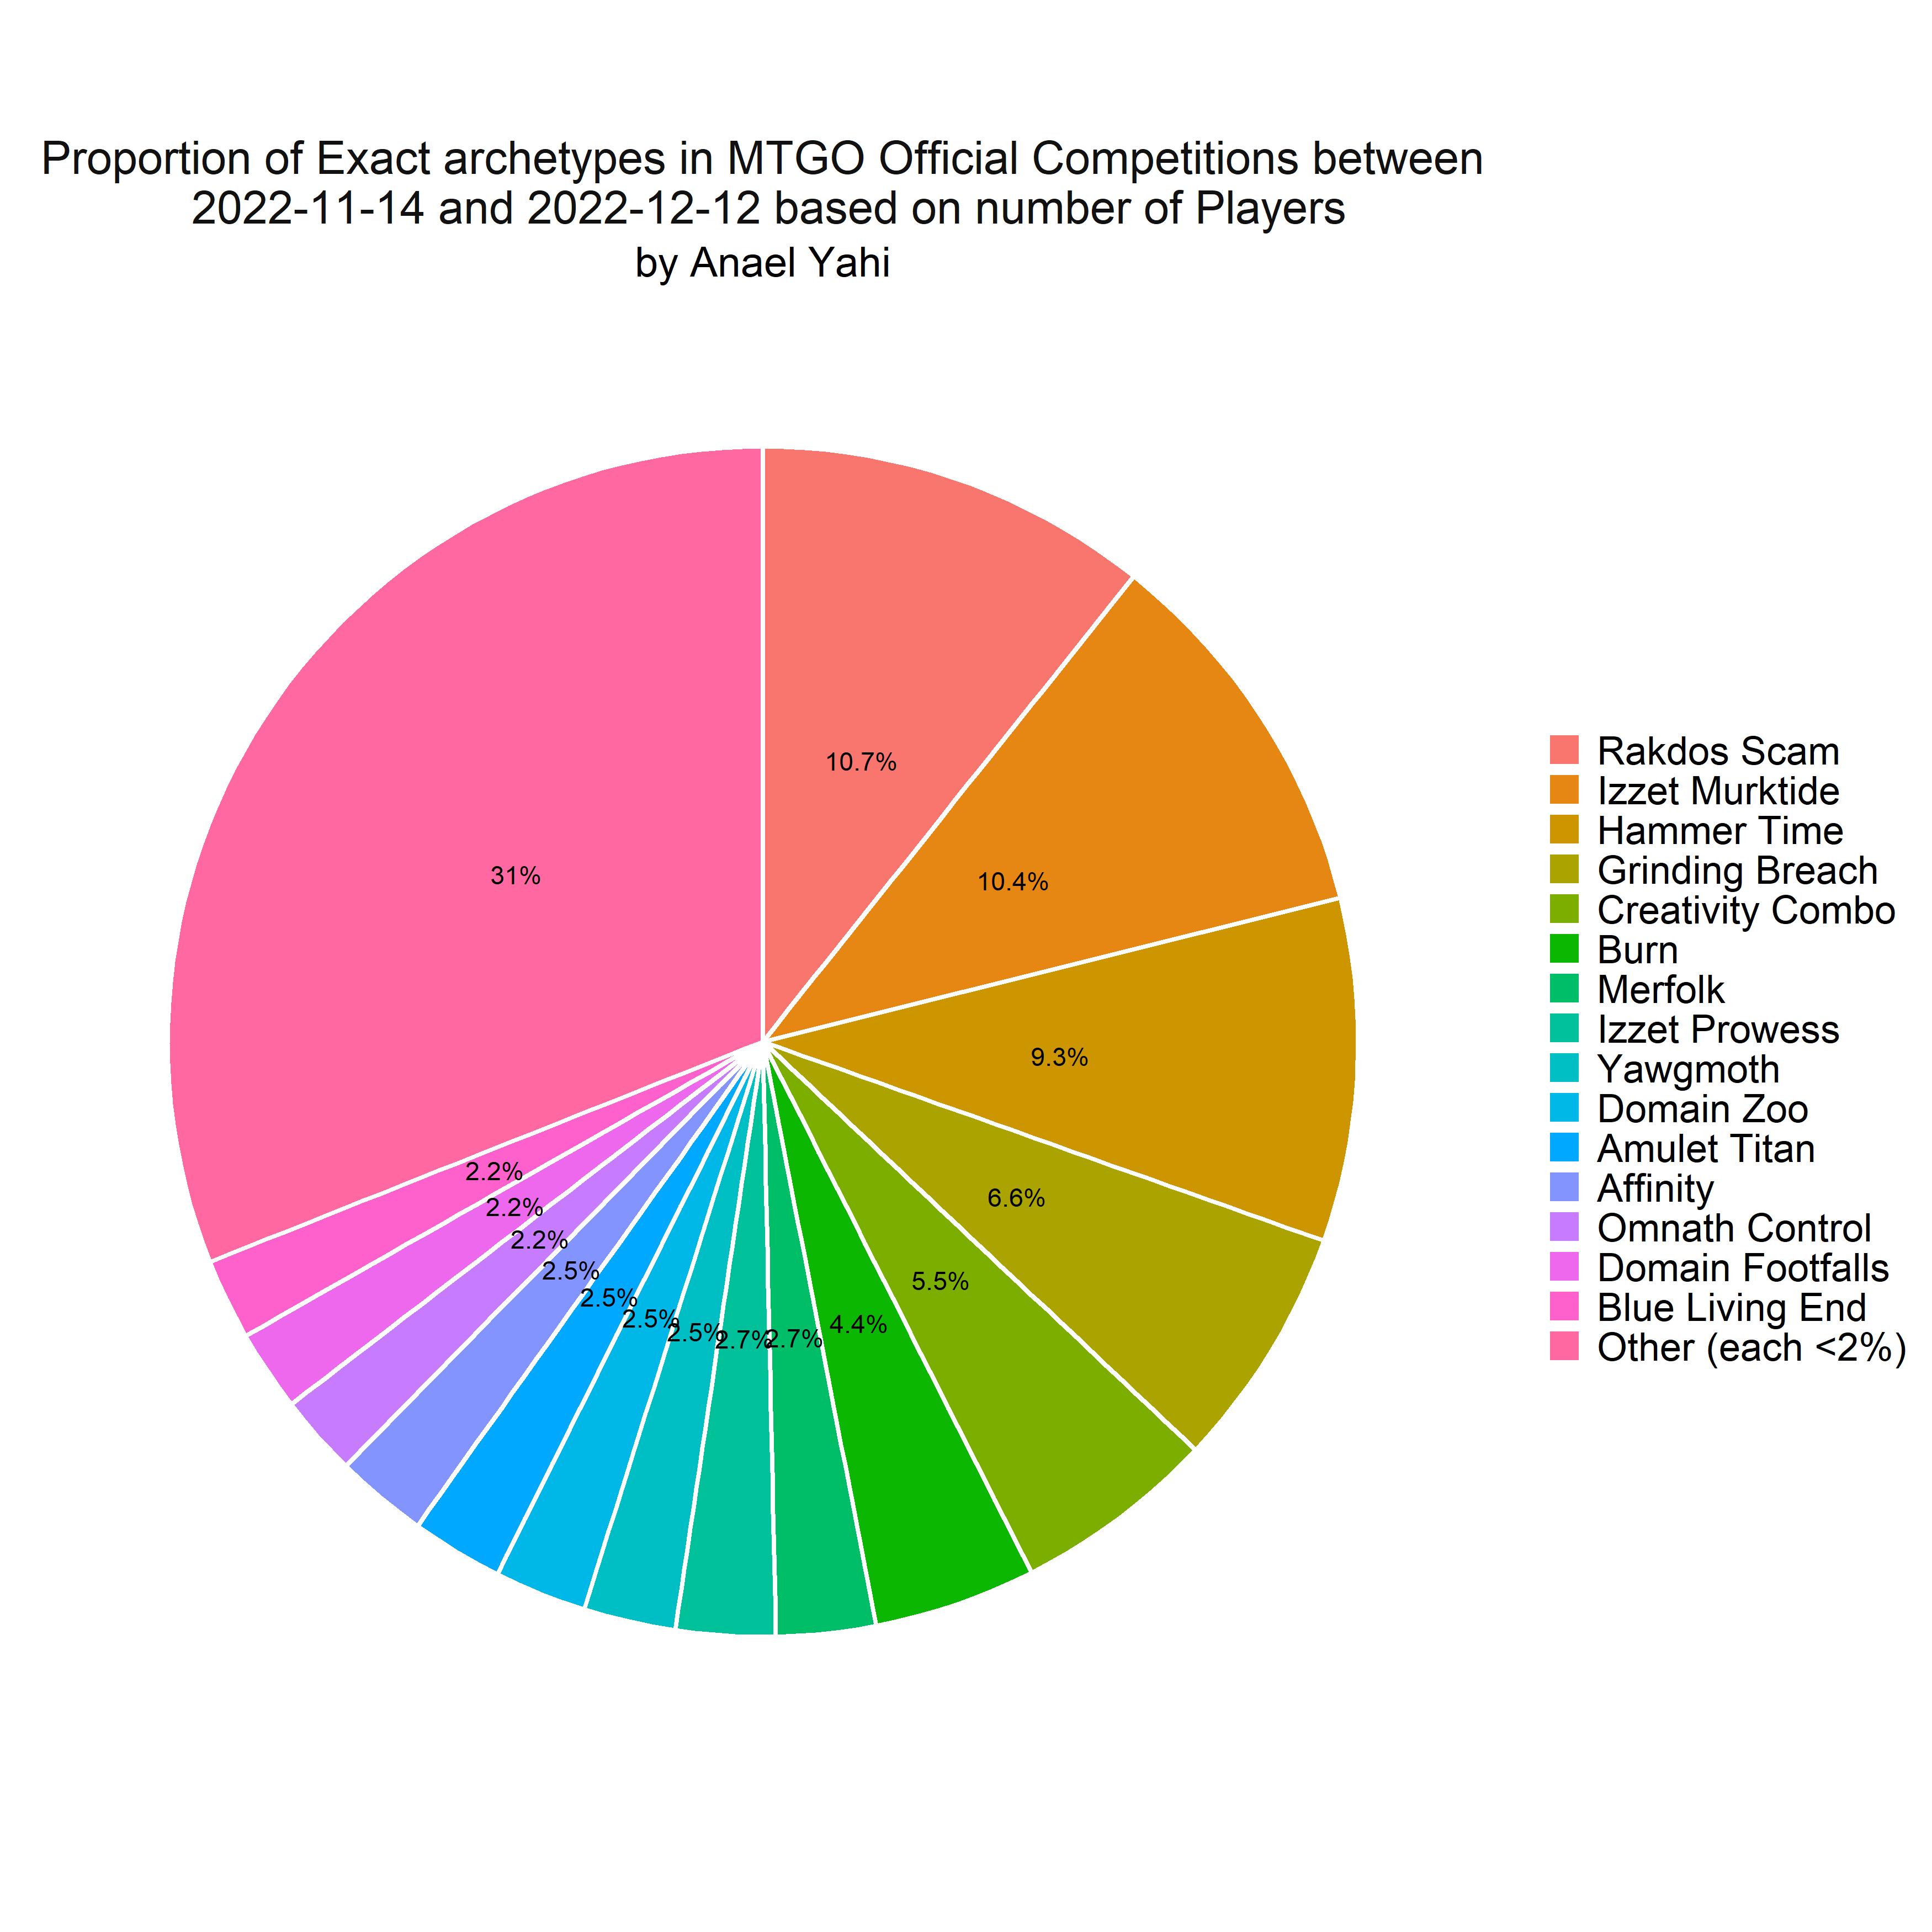 Proportion of Exact archetypes in MTGO Official Competitions between
2022-11-14 and 2022-12-12 based on number of Players
by Anael Yahi
10.7%
10.4%
9.3%
6.6%
5.5%
4.4%
2.7%
2.7%
2.5%
2.5%
2.5%
2.5%
2.2%
2.2%
2.2%
31%
Rakdos Scam
Izzet Murktide
Hammer Time
Grinding Breach
Creativity Combo
Burn
Merfolk
Izzet Prowess
Yawgmoth
Domain Zoo
Amulet Titan
Affinity
Omnath Control
Domain Footfalls
Blue Living End
Other (each <2%)